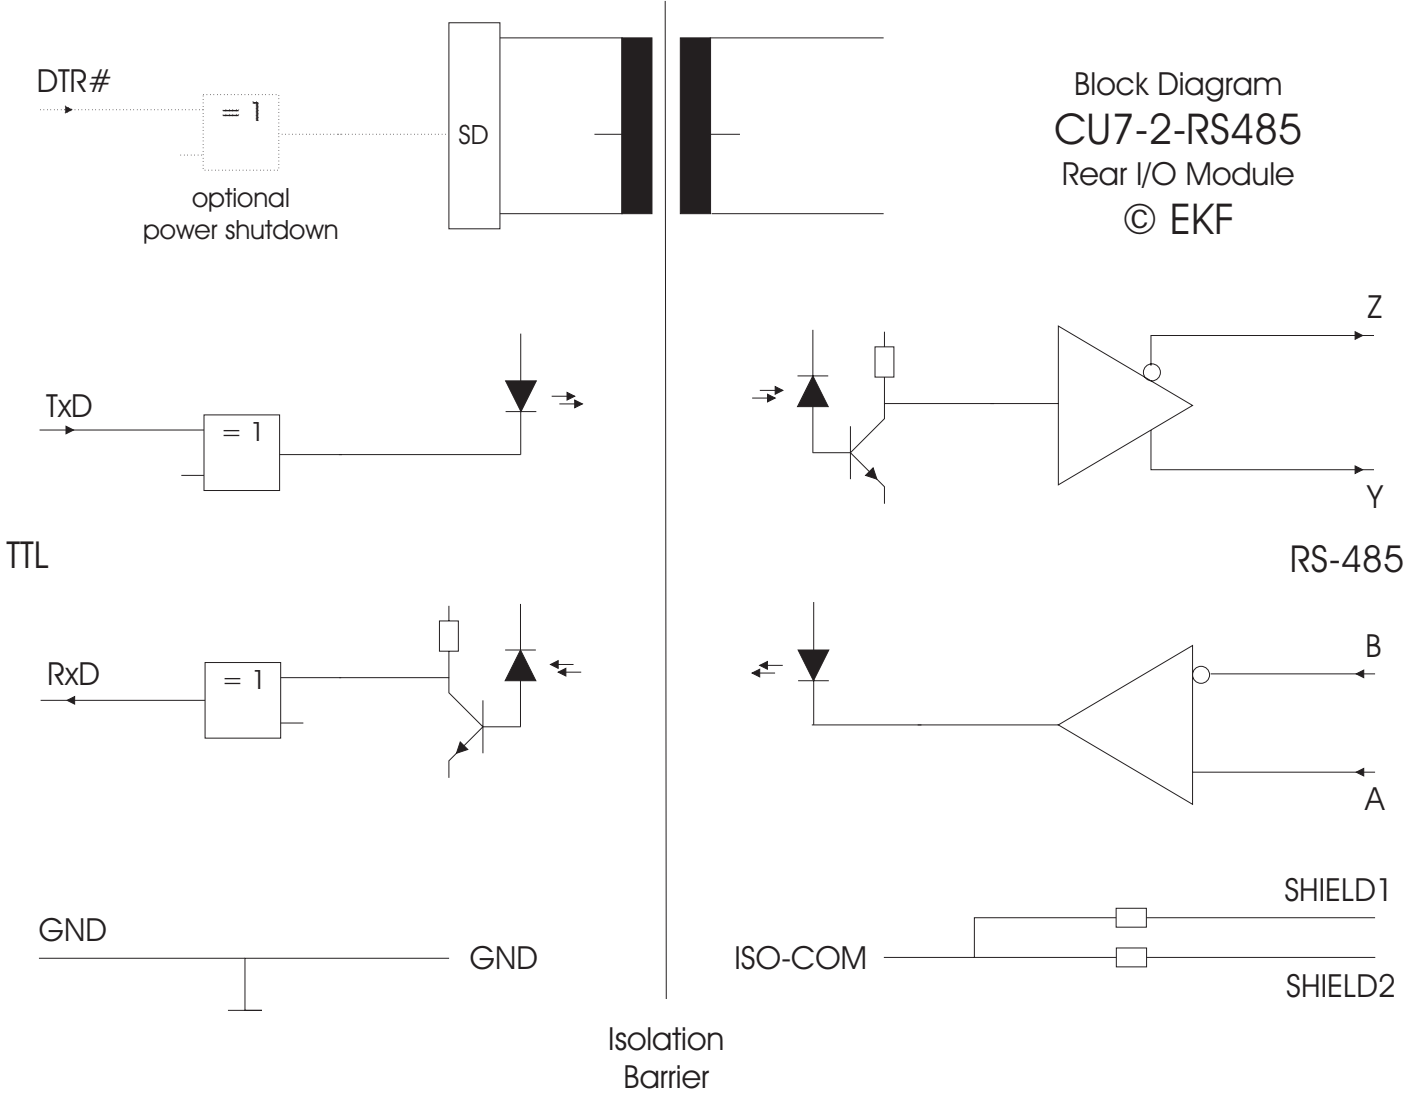 DTR#
= 1
SD
optional
power shutdown
Block Diagram
CU7-2-RS485
Rear I/O Module
© EKF
Z
TxD
= 1
Y
TTL
RS-485
RxD
= 1
B
A
GND
GND
ISO-COM
SHIELD1
SHIELD2
Isolation
Barrier